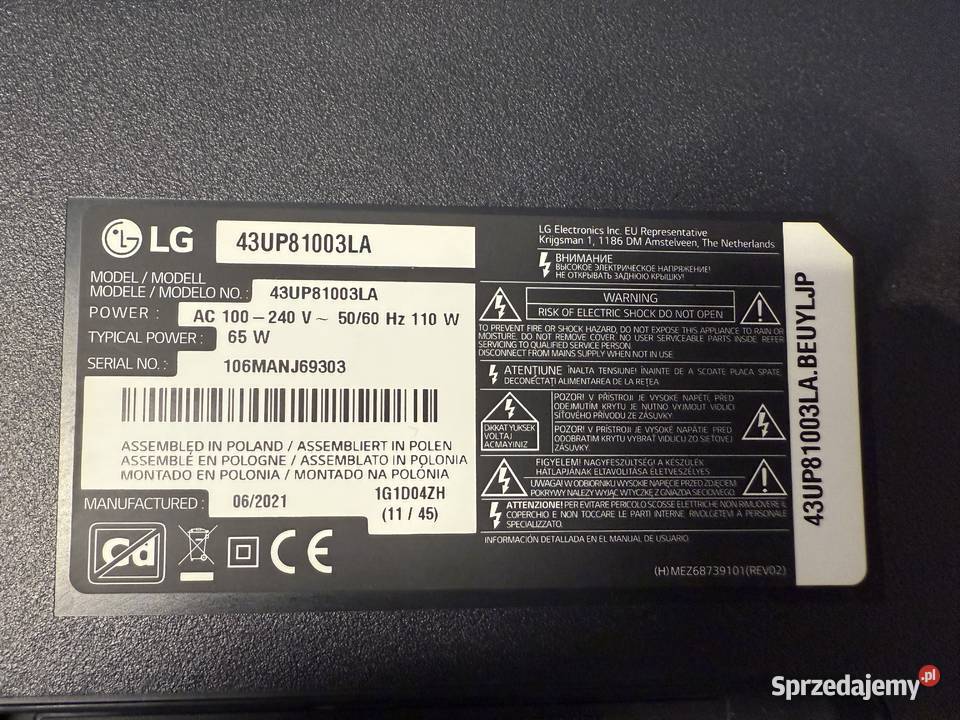 LG 43UP81003LA
MODEL / MODELL
MODELE / MODELO NO. : 43UP81003LA
POWER : AC 100 – 240 V ~ 50/60 Hz 110 W
TYPICAL POWER : 65 W
SERIAL NO. : 106MANJ69303
ASSEMBLED IN POLAND / ASSEMBLIERT IN POLEN
ASSEMBLÉ EN POLOGNE / ASSEMBLATO IN POLONIA
MONTADO EN POLONIA / MONTADO NA POLÓNIA
MANUFACTURED : 06/2021
1G1D04ZH
(11 / 45)
Cd
CE
LG Electronics Inc. EU Representative
Krijgsman 1, 1186 DM Amstelveen, The Netherlands
ВНИМАНИЕ
ВЫСОКОЕ ЭЛЕКТРИЧЕСКОЕ НАПРЯЖЕНИЕ!
НЕ ОТКРЫВАТЬ ЗАДНЮЮ КРЫШКУ!
WARNING
RISK OF ELECTRIC SHOCK DO NOT OPEN
TO PREVENT FIRE OR SHOCK HAZARD, DO NOT EXPOSE THIS APPLIANCE TO RAIN OR
MOISTURE. DO NOT REMOVE COVER. NO USER SERVICEABLE PARTS INSIDE. REFER
SERVICING TO QUALIFIED SERVICE PERSON.
DISCONNECT FROM MAINS SUPPLY WHEN NOT IN USE.
ATENŢIUNE ÎNALTA TENSIUNE! ÎNAINTE DE A SCOATE PLACA SPATE,
DECONECTAŢI ALIMENTAREA DE LA REŢEA
DIKKAT YUKSEK
VOLTAJ
ACMAYINIZ
POZOR! V PŘÍSTROJI JE VYSOKÉ NAPĚTÍ, PŘED
ODEJMUTÍM KRYTU JE NUTNO VYJMOUT VIDLICI
SÍŤOVÉHO PŘÍVODU ZE ZÁSUVKY.
POZOR! V PRÍSTROJI JE VYSOKÉ NAPÄTIE PRED
ODOBRATÍM KRYTU VYBRAŤ VIDLICU ZO SIEŤOVEJ
ZÁSUVKY.
FIGYELEM! NAGYFESZÜLTSÉG! A KÉSZÜLÉK
HÁTLAPJÁNAK ELTÁVOLÍTÁSA ÉLETVESZÉLYES
UWAGA! W ODBIORNIKU WYSOKIE NAPIĘCIE PRZED ZDJĘCIEM
POKRYWY NALEŻY WYJĄĆ WTYCZKĘ Z GNIAZDA SIECIOWEGO
ATTENZIONE! PER EVITARE PERICOLO SCOSSE ELETTRICHE NON RIMUOVERE IL
COPERCHIO E NON TOCCARE LE PARTI INTERNE. RIVOLGETEVI A PERSONALE
SPECIALIZZATO.
INFORMACIÓN DETALLADA EN EL MANUAL DE USUARIO
(H) MEZ68739101(REV02)
43UP81003LA.BEUYLJP
Sprzedajemy.pl